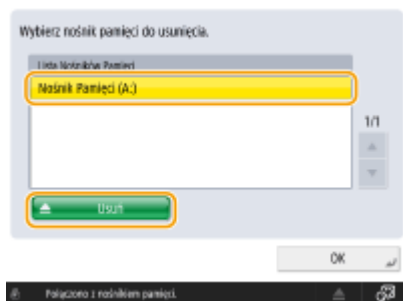 Wybierz nośnik pamięci do usunięcia.
Lista Nośników Pamięci
Nośnik Pamięci (A:)
1/1
Usuń
OK
Połączono z nośnikiem pamięci.